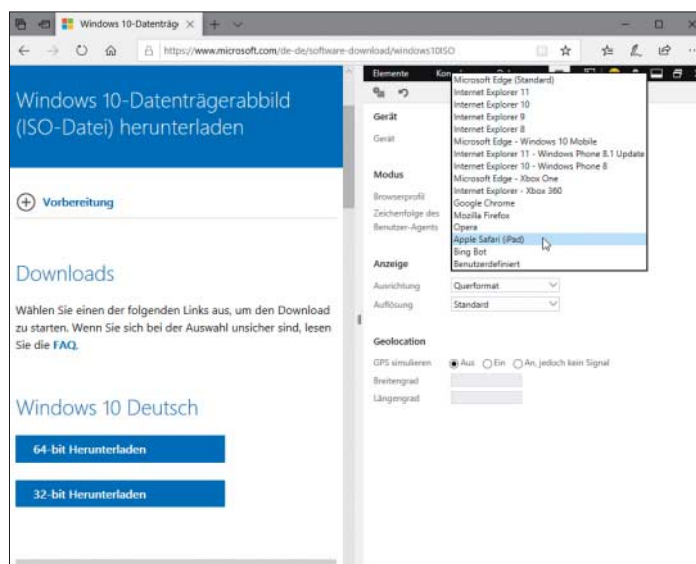 Windows 10-Datenträg
https://www.microsoft.com/de-de/software-download/windows10ISO
Windows 10-Datenträgerabbild
(ISO-Datei) herunterladen
Vorbereitung
Downloads
Wählen Sie einen der folgenden Links aus, um den Download
zu starten. Wenn Sie sich bei der Auswahl unsicher sind, lesen
Sie die FAQ.
Windows 10 Deutsch
64-bit Herunterladen
32-bit Herunterladen
Elemente
Gerät
Gerät
Modus
Browserprofil
Zeichenfolge des
Benutzer-Agents
Microsoft Edge (Standard)
Internet Explorer 11
Internet Explorer 10
Internet Explorer 9
Internet Explorer 8
Microsoft Edge - Windows 10 Mobile
Internet Explorer 11 - Windows Phone 8.1 Update
Internet Explorer 10 - Windows Phone 8
Microsoft Edge - Xbox One
Internet Explorer - Xbox 360
Google Chrome
Mozilla Firefox
Opera
Apple Safari (iPad)
Bing Bot
Benutzerdefiniert
Anzeige
Ausrichtung Querformat
Auflösung Standard
Geolocation
GPS simulieren Aus Ein An, jedoch kein Signal
Breitengrad
Längengrad